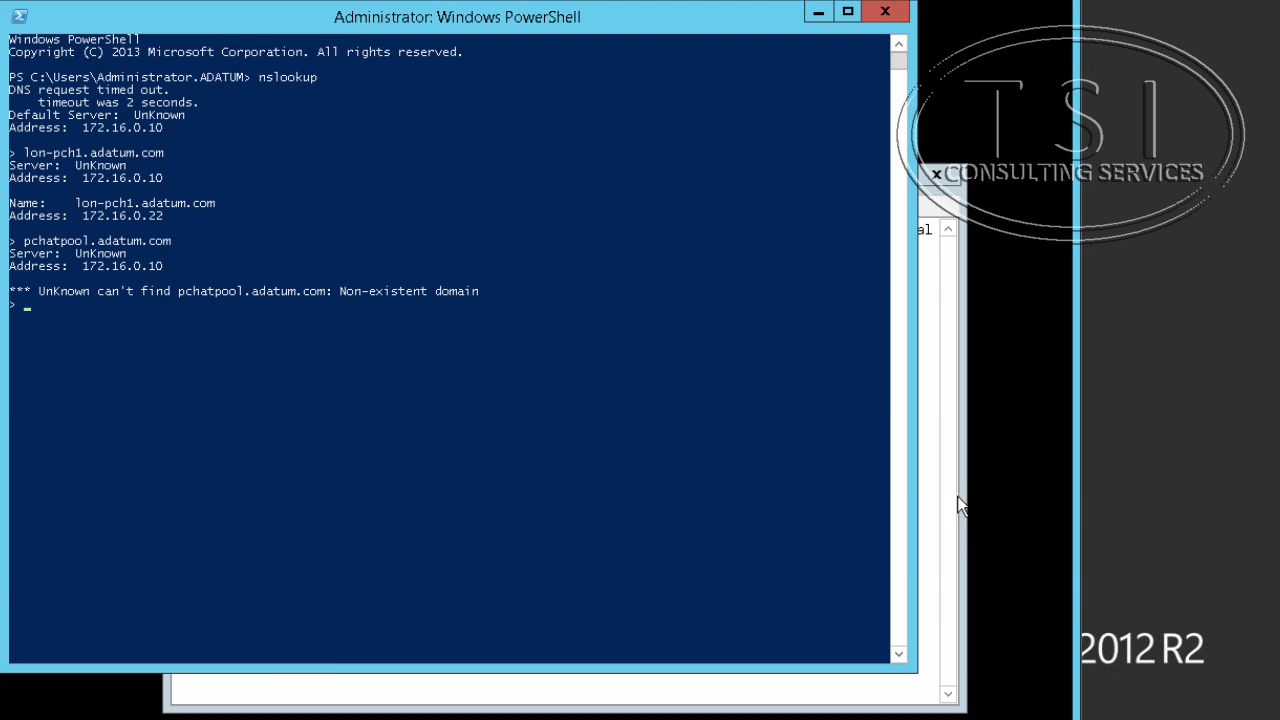 Administrator: Windows PowerShell
Windows PowerShell
Copyright (C) 2013 Microsoft Corporation. All rights reserved.
PS C:\Users\Administrator.ADATUM> nslookup
DNS request timed out.
timeout was 2 seconds.
Default Server:  UnKnown
Address:  172.16.0.10
> lon-pch1.adatum.com
Server:  UnKnown
Address:  172.16.0.10
Name:    lon-pch1.adatum.com
Address:  172.16.0.22
> pchatpool.adatum.com
Server:  UnKnown
Address:  172.16.0.10
*** UnKnown can't find pchatpool.adatum.com: Non-existent domain
>
al
TSI
CONSULTING SERVICES
2012 R2